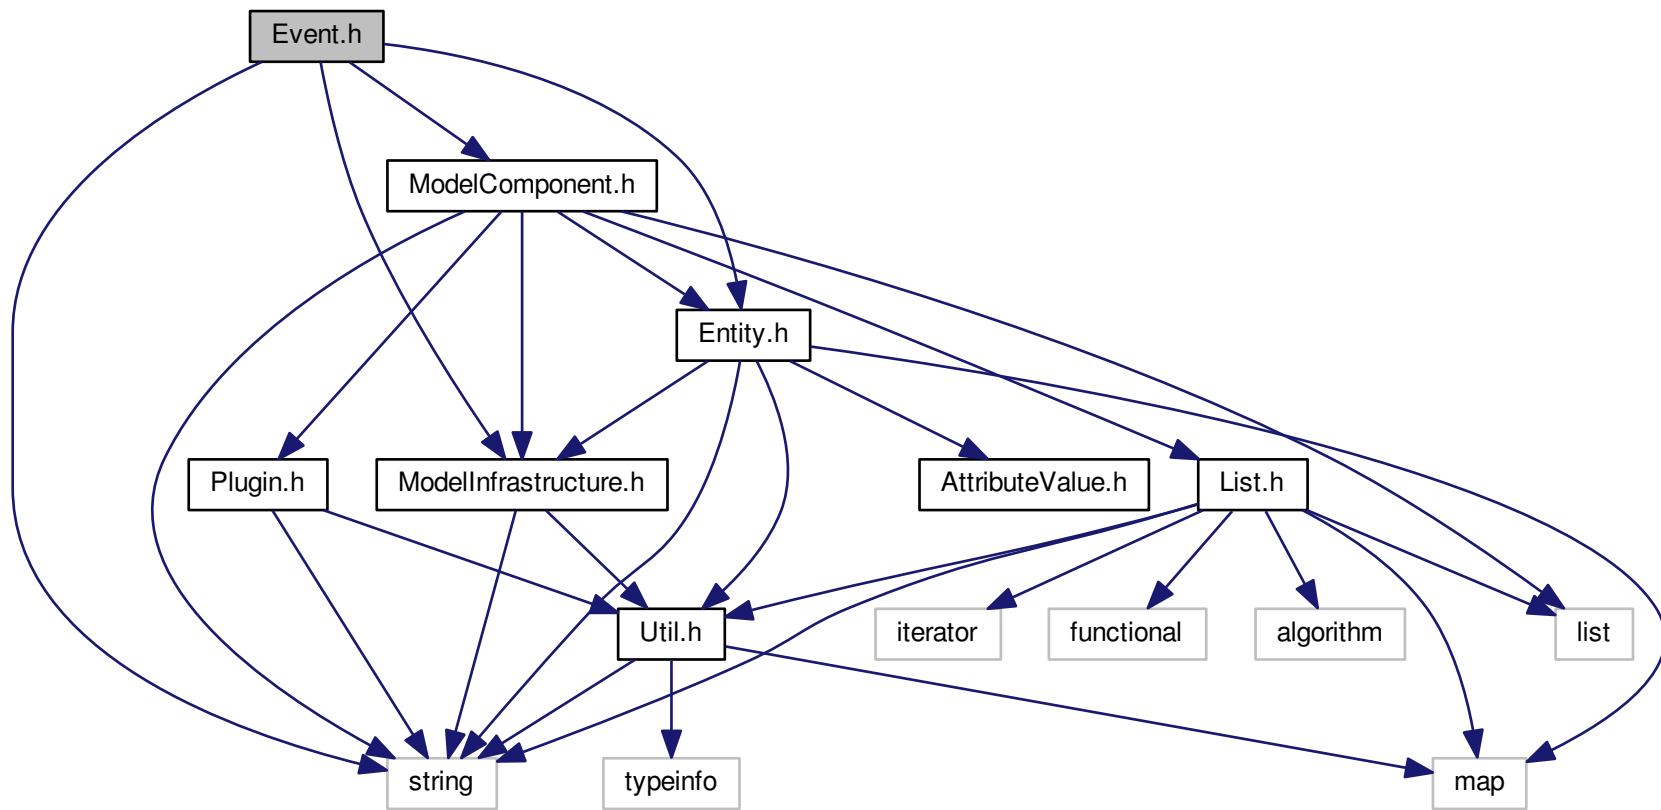 Event.h
ModelComponent.h
Entity.h
Plugin.h
ModelInfrastructure.h
AttributeValue.h
List.h
Util.h
iterator
functional
algorithm
list
string
typeinfo
map